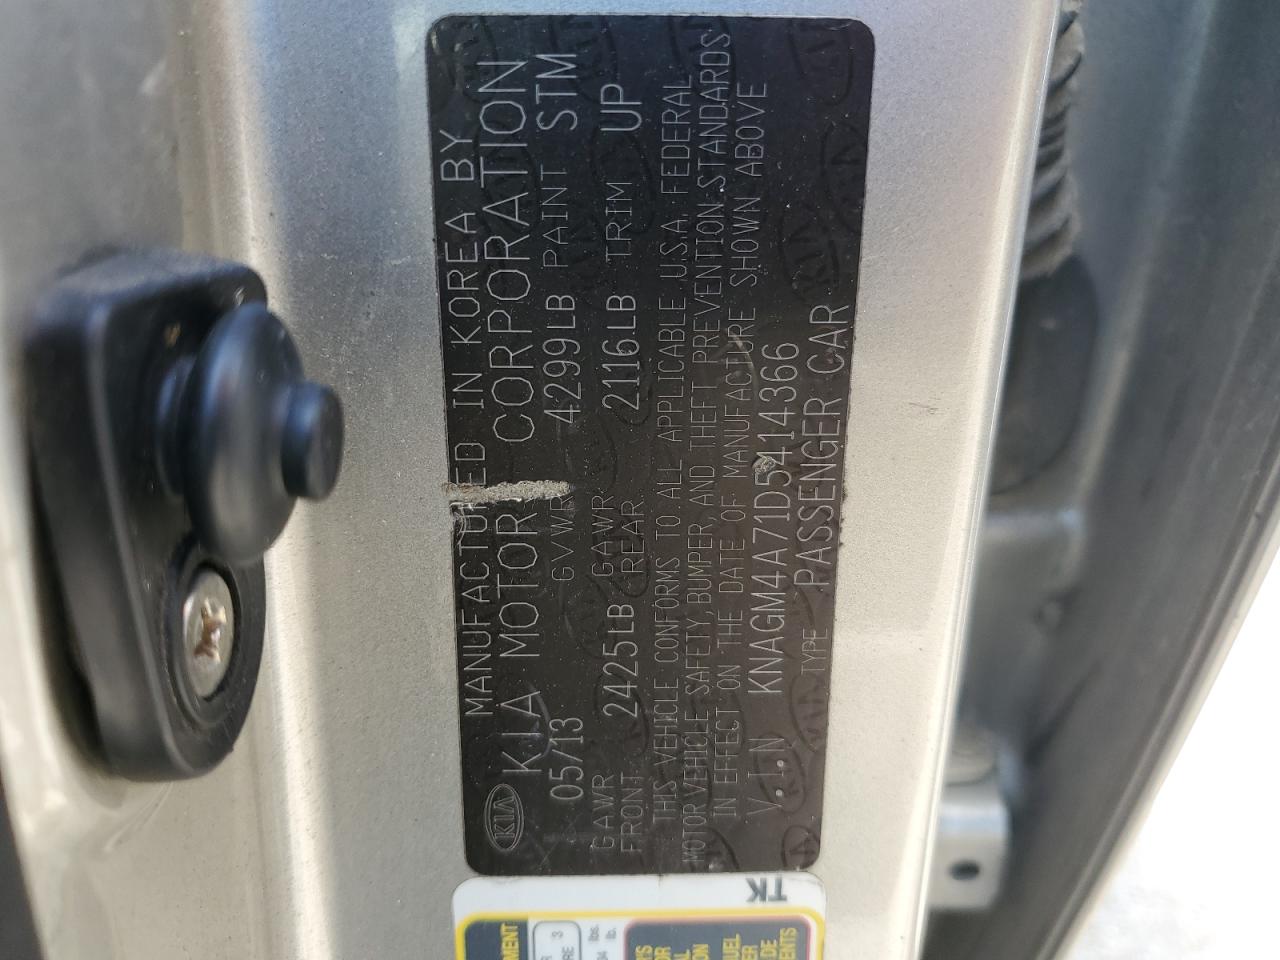 MANUFACTURED IN KOREA BY
KIA KIA MOTORS CORPORATION
05/13 GVWR 4299LB PAINT STM
GAWR FRONT 2425LB GAWR REAR 2116LB TRIM UP
THIS VEHICLE CONFORMS TO ALL APPLICABLE U.S.A. FEDERAL
MOTOR VEHICLE SAFETY, BUMPER, AND THEFT PREVENTION STANDARDS
IN EFFECT ON THE DATE OF MANUFACTURE SHOWN ABOVE
V.I.N KNAGM4A71D5414366
TYPE PASSENGER CAR
TK